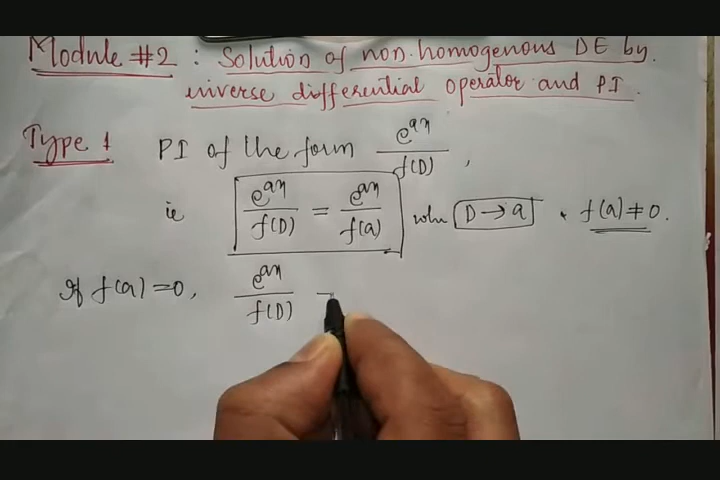 Module #2 : Solution of non-homogenous DE by
inverse differential operator and PI.
Type 1 PI of the form e^{ax}/f(D),
ie e^{ax}/f(D) = e^{ax}/f(a) when D → a & f(a) ≠ 0.
If f(a) = 0, e^{ax}/f(D) =